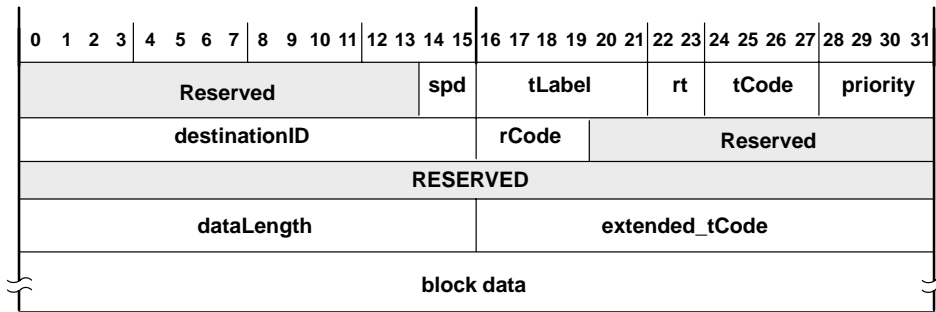 0 1 2 3 4 5 6 7 8 9 10 11 12 13 14 15 16 17 18 19 20 21 22 23 24 25 26 27 28 29 30 31
Reserved spd tLabel rt tCode priority
destinationID rCode Reserved
RESERVED
dataLength extended_tCode
block data